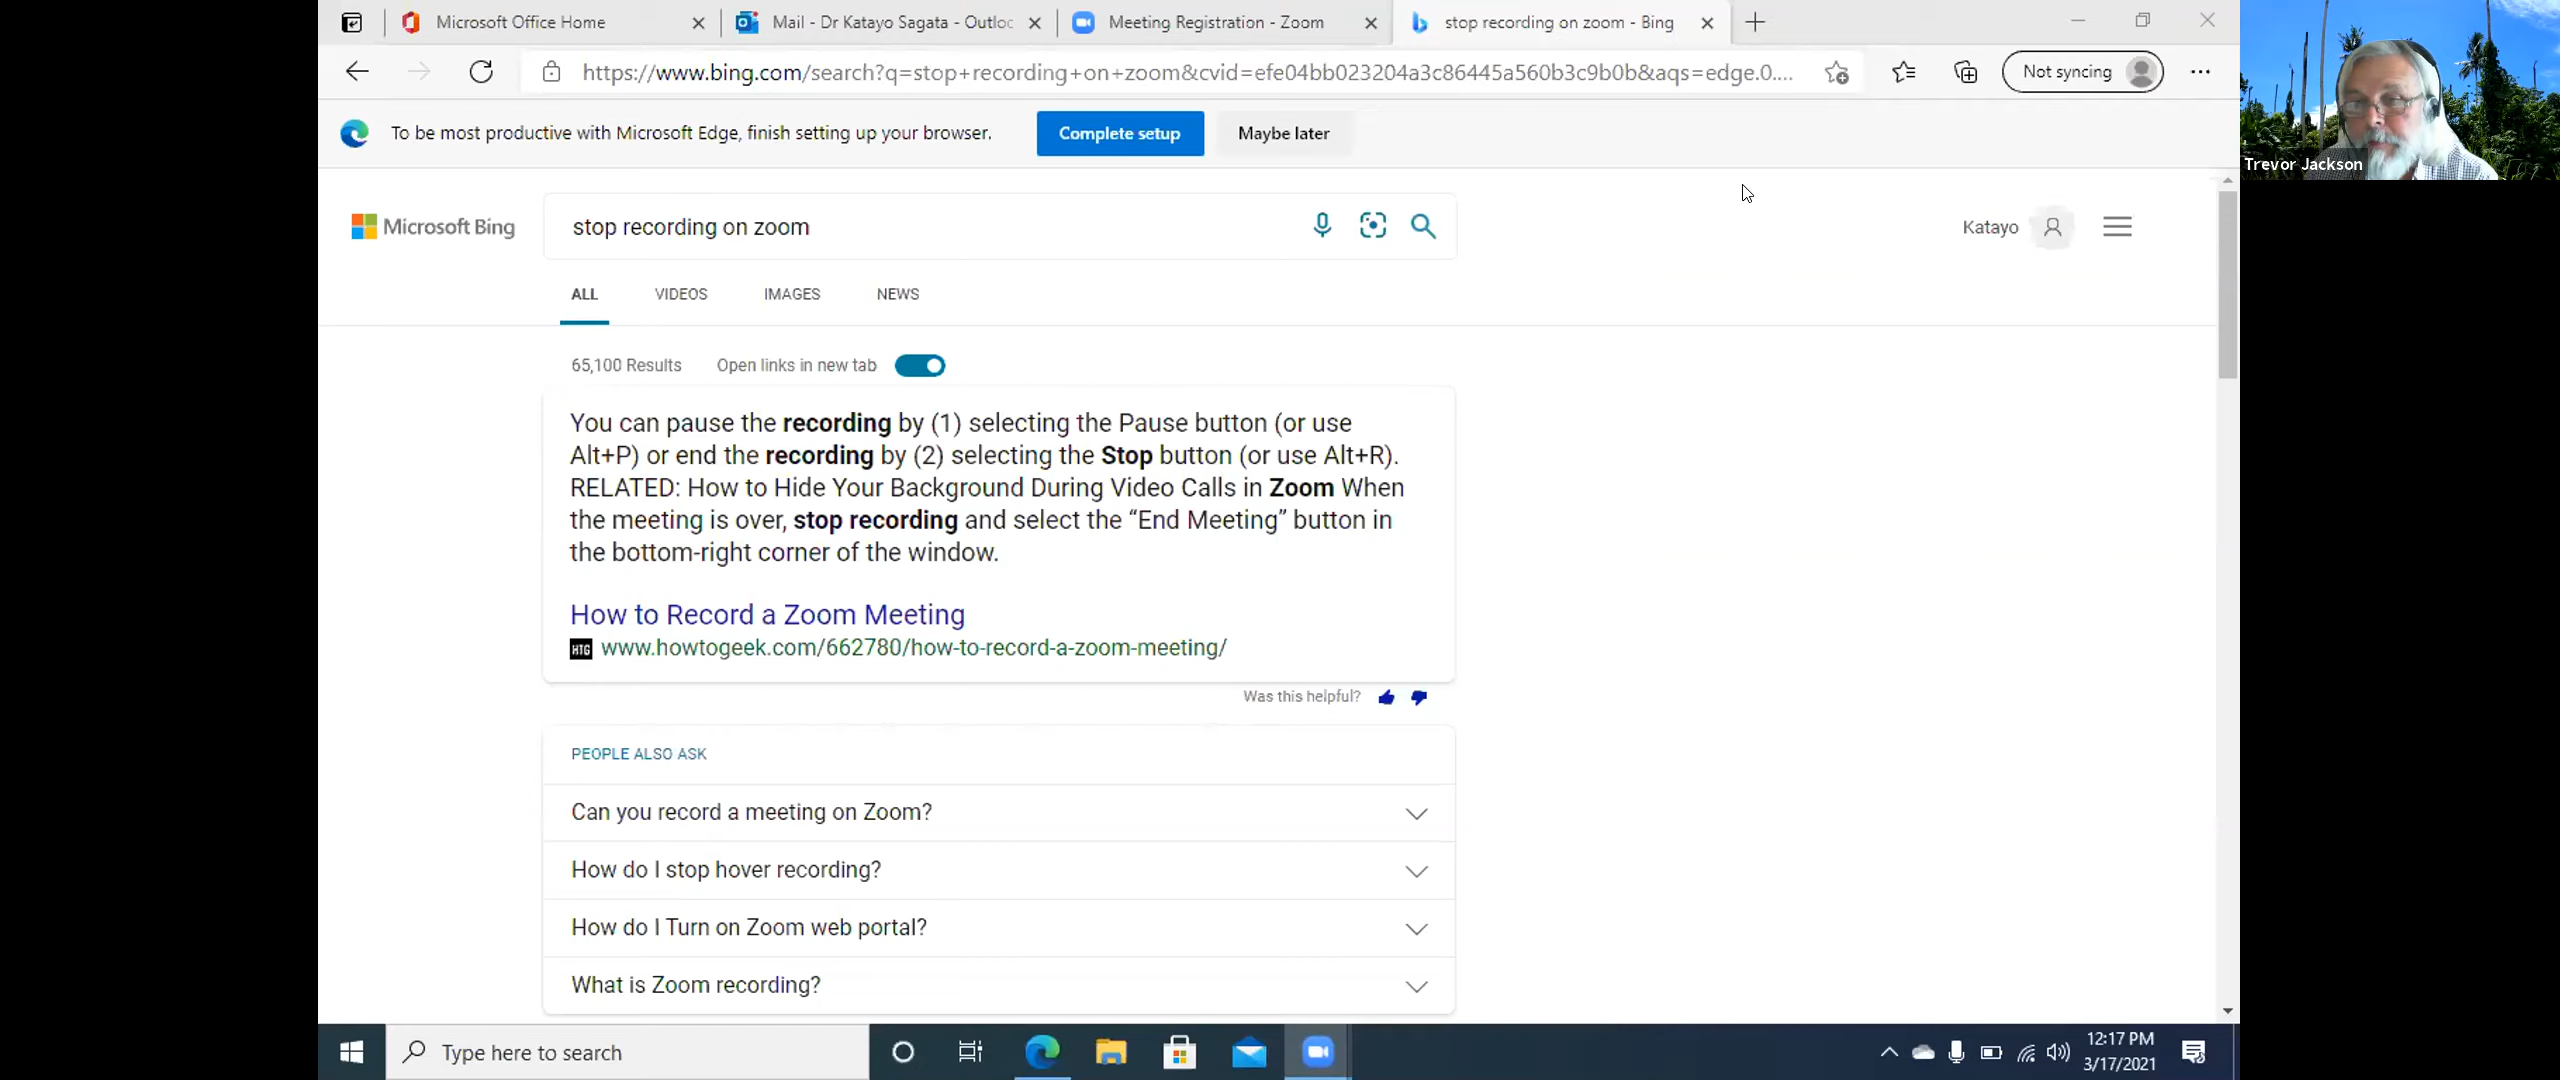 Microsoft Office Home
Mail - Dr Katayo Sagata - Outloo
Meeting Registration - Zoom
stop recording on zoom - Bing
https://www.bing.com/search?q=stop+recording+on+zoom&cvid=efe04bb023204a3c86445a560b3c9b0b&aqs=edge.0....
Not syncing
To be most productive with Microsoft Edge, finish setting up your browser.
Complete setup
Maybe later
Trevor Jackson
Microsoft Bing
stop recording on zoom
Katayo
ALL
VIDEOS
IMAGES
NEWS
65,100 Results
Open links in new tab
You can pause the recording by (1) selecting the Pause button (or use
Alt+P) or end the recording by (2) selecting the Stop button (or use Alt+R).
RELATED: How to Hide Your Background During Video Calls in Zoom When
the meeting is over, stop recording and select the “End Meeting” button in
the bottom-right corner of the window.
How to Record a Zoom Meeting
HTG
www.howtogeek.com/662780/how-to-record-a-zoom-meeting/
Was this helpful?
PEOPLE ALSO ASK
Can you record a meeting on Zoom?
How do I stop hover recording?
How do I Turn on Zoom web portal?
What is Zoom recording?
Type here to search
12:17 PM
3/17/2021